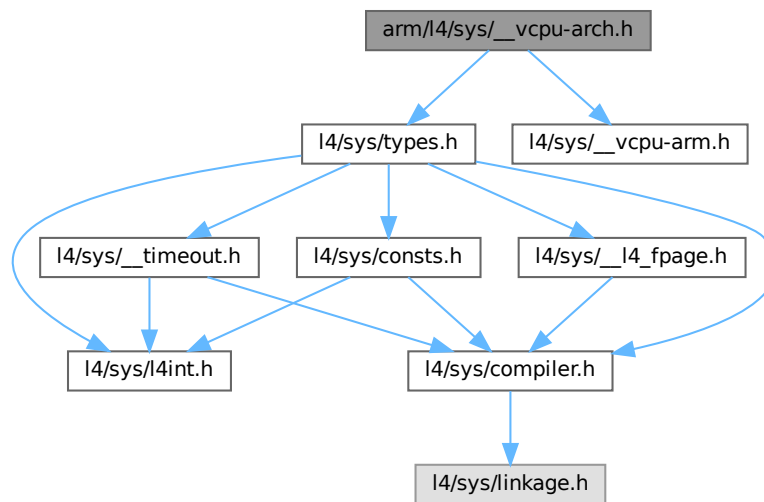 arm/l4/sys/__vcpu-arch.h
l4/sys/types.h
l4/sys/__vcpu-arm.h
l4/sys/__timeout.h
l4/sys/consts.h
l4/sys/__l4_fpage.h
l4/sys/l4int.h
l4/sys/compiler.h
l4/sys/linkage.h